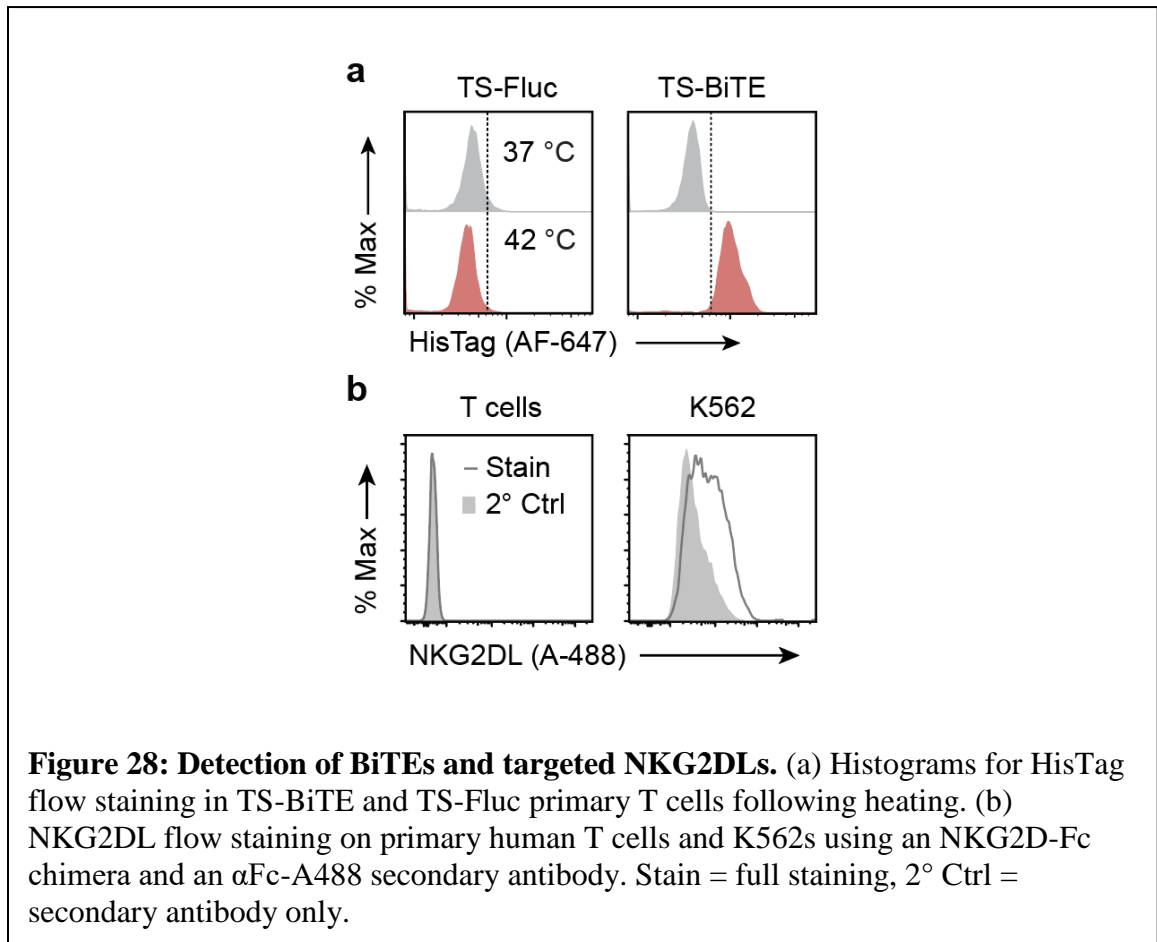 a
TS-Fluc TS-BiTE
37 °C
42 °C
% Max
HisTag (AF-647)
b
T cells K562
– Stain
2° Ctrl
% Max
NKG2DL (A-488)
Figure 28: Detection of BiTEs and targeted NKG2DLs. (a) Histograms for HisTag
flow staining in TS-BiTE and TS-Fluc primary T cells following heating. (b)
NKG2DL flow staining on primary human T cells and K562s using an NKG2D-Fc
chimera and an αFc-A488 secondary antibody. Stain = full staining, 2° Ctrl =
secondary antibody only.